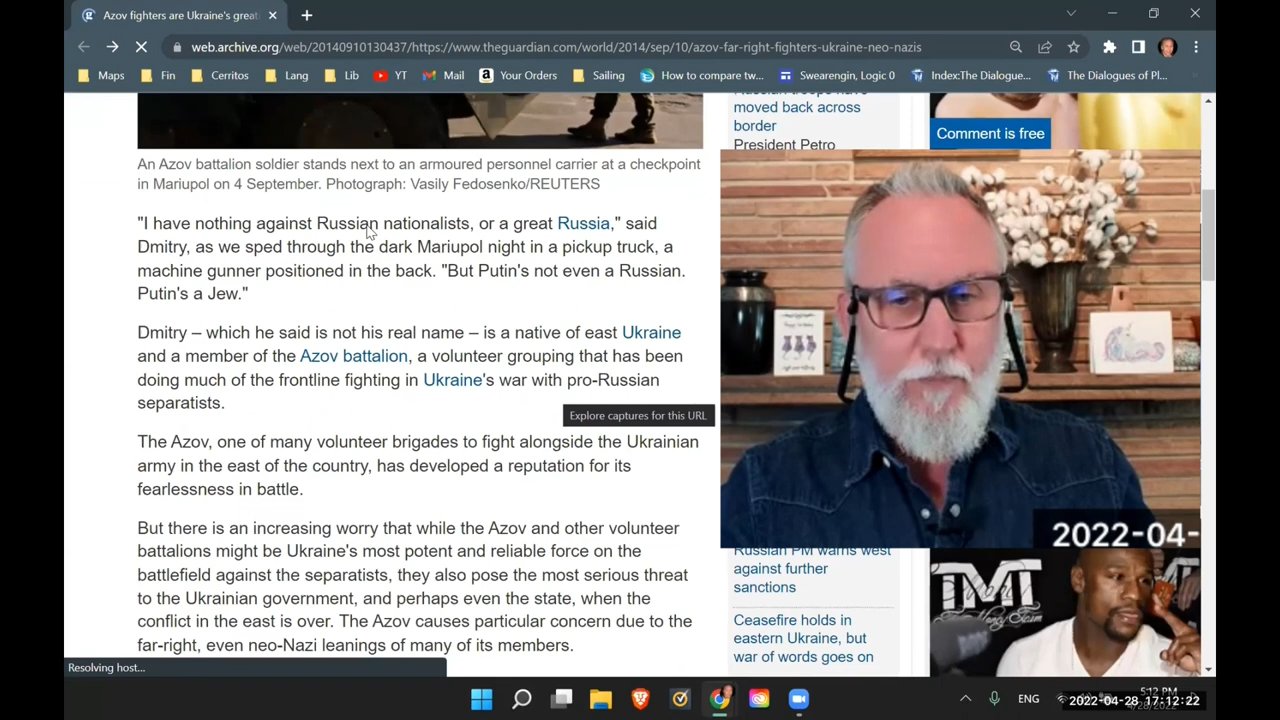 Azov fighters are Ukraine's great
web.archive.org/web/20140910130437/https://www.theguardian.com/world/2014/sep/10/azov-far-right-fighters-ukraine-neo-nazis
Maps
Fin
Cerritos
Lang
Lib
YT
Mail
Your Orders
Sailing
How to compare tw...
Swearengin, Logic 0
Index:The Dialogue...
The Dialogues of Pl...
An Azov battalion soldier stands next to an armoured personnel carrier at a checkpoint
in Mariupol on 4 September. Photograph: Vasily Fedosenko/REUTERS
"I have nothing against Russian nationalists, or a great Russia," said
Dmitry, as we sped through the dark Mariupol night in a pickup truck, a
machine gunner positioned in the back. "But Putin's not even a Russian.
Putin's a Jew."
Dmitry – which he said is not his real name – is a native of east Ukraine
and a member of the Azov battalion, a volunteer grouping that has been
doing much of the frontline fighting in Ukraine's war with pro-Russian
separatists.
Explore captures for this URL
The Azov, one of many volunteer brigades to fight alongside the Ukrainian
army in the east of the country, has developed a reputation for its
fearlessness in battle.
But there is an increasing worry that while the Azov and other volunteer
battalions might be Ukraine's most potent and reliable force on the
battlefield against the separatists, they also pose the most serious threat
to the Ukrainian government, and perhaps even the state, when the
conflict in the east is over. The Azov causes particular concern due to the
far-right, even neo-Nazi leanings of many of its members.
Resolving host...
Russian troops have
moved back across
border
President Petro
Comment is free
2022-04-
Russian PM warns west
against further
sanctions
Ceasefire holds in
eastern Ukraine, but
war of words goes on
TMT
The Money Team
ENG
5:12 PM
4/28/2022
2022-04-28 17:12:22